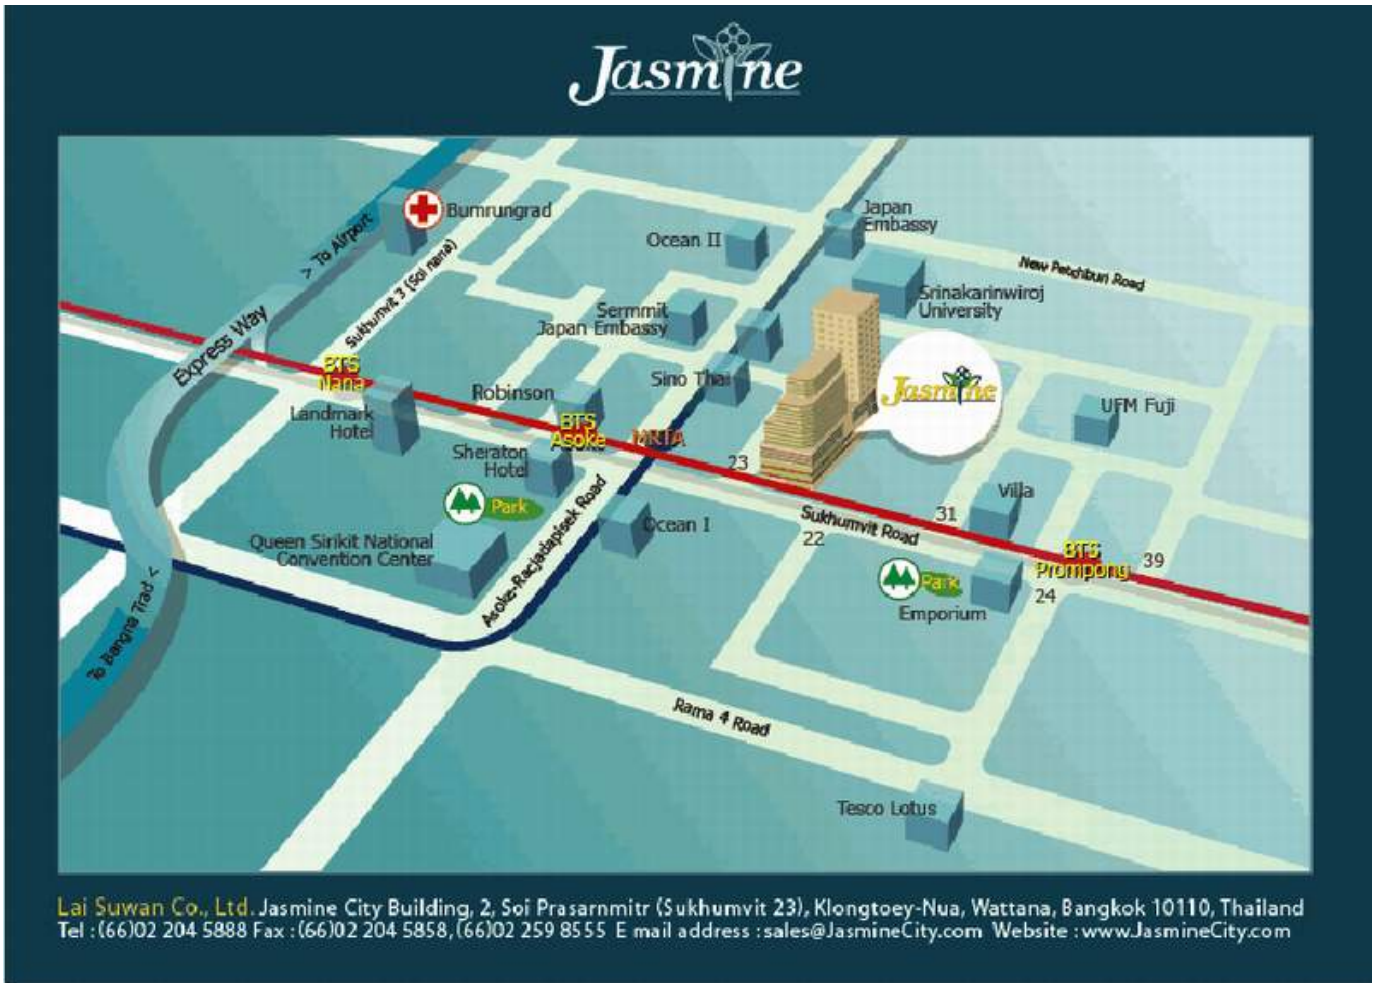 Jasmine
Bumrungrad
Japan
Embassy
Ocean II
> To Airport
Sukhumvit 3 (Soi nana)
New Petchburi Road
Srinakarinwiroj
University
Sermmit
Japan Embassy
Express Way
BTS
Nana
Sino Thai
Jasmine
Robinson
Landmark
Hotel
UFM Fuji
BTS
Asoke
MRTA
Sheraton
Hotel
23
Villa
Park
31
Sukhumvit Road
22
Ocean I
Asoke-Racjadapisek Road
Queen Sirikit National
Convention Center
BTS
Prompong
39
Park
24
Emporium
To Bangna Trad <
Rama 4 Road
Tesco Lotus
Lai Suwan Co., Ltd. Jasmine City Building, 2, Soi Prasarnmitr (Sukhumvit 23), Klongtoey-Nua, Wattana, Bangkok 10110, Thailand
Tel :(66)02 204 5888 Fax :(66)02 204 5858,(66)02 259 8555 E mail address :sales@JasmineCity.com Website :www.JasmineCity.com